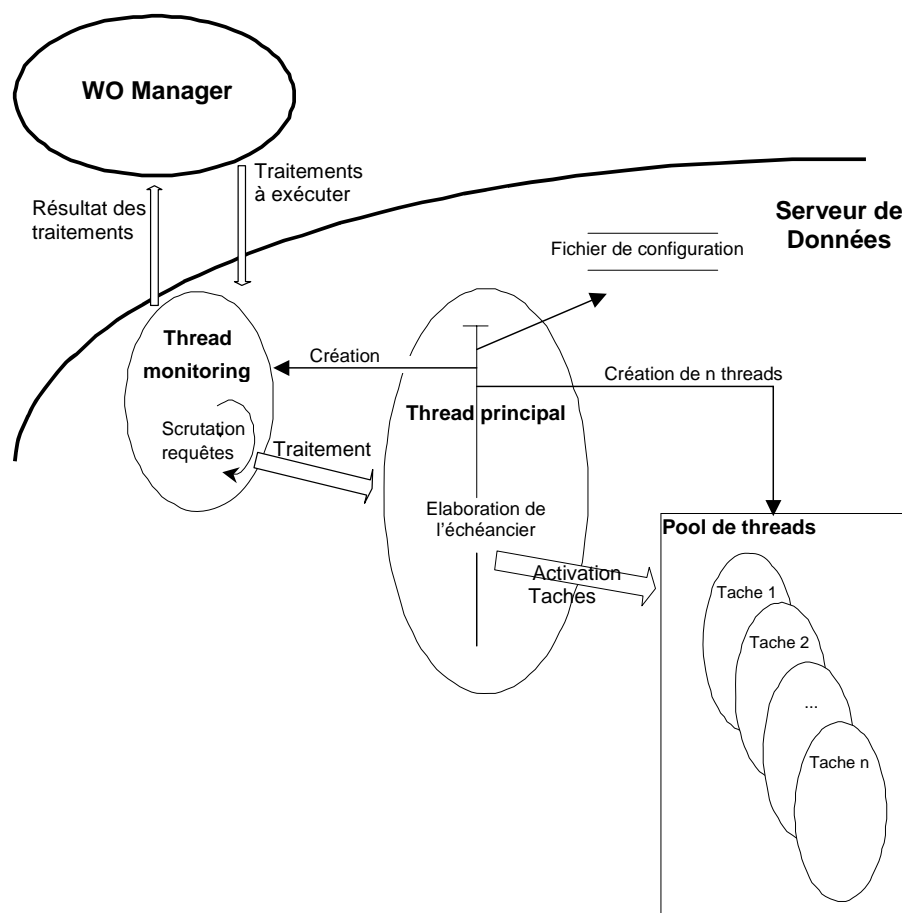 WO Manager
Traitements
à exécuter
Résultat des
traitements
Serveur de
Données
Fichier de configuration
Thread
monitoring
Création
Création de n threads
Thread principal
Scrutation
requêtes
Traitement
Elaboration de
l'échéancier
Pool de threads
Activation
Taches
Tache 1
Tache 2
...
Tache n